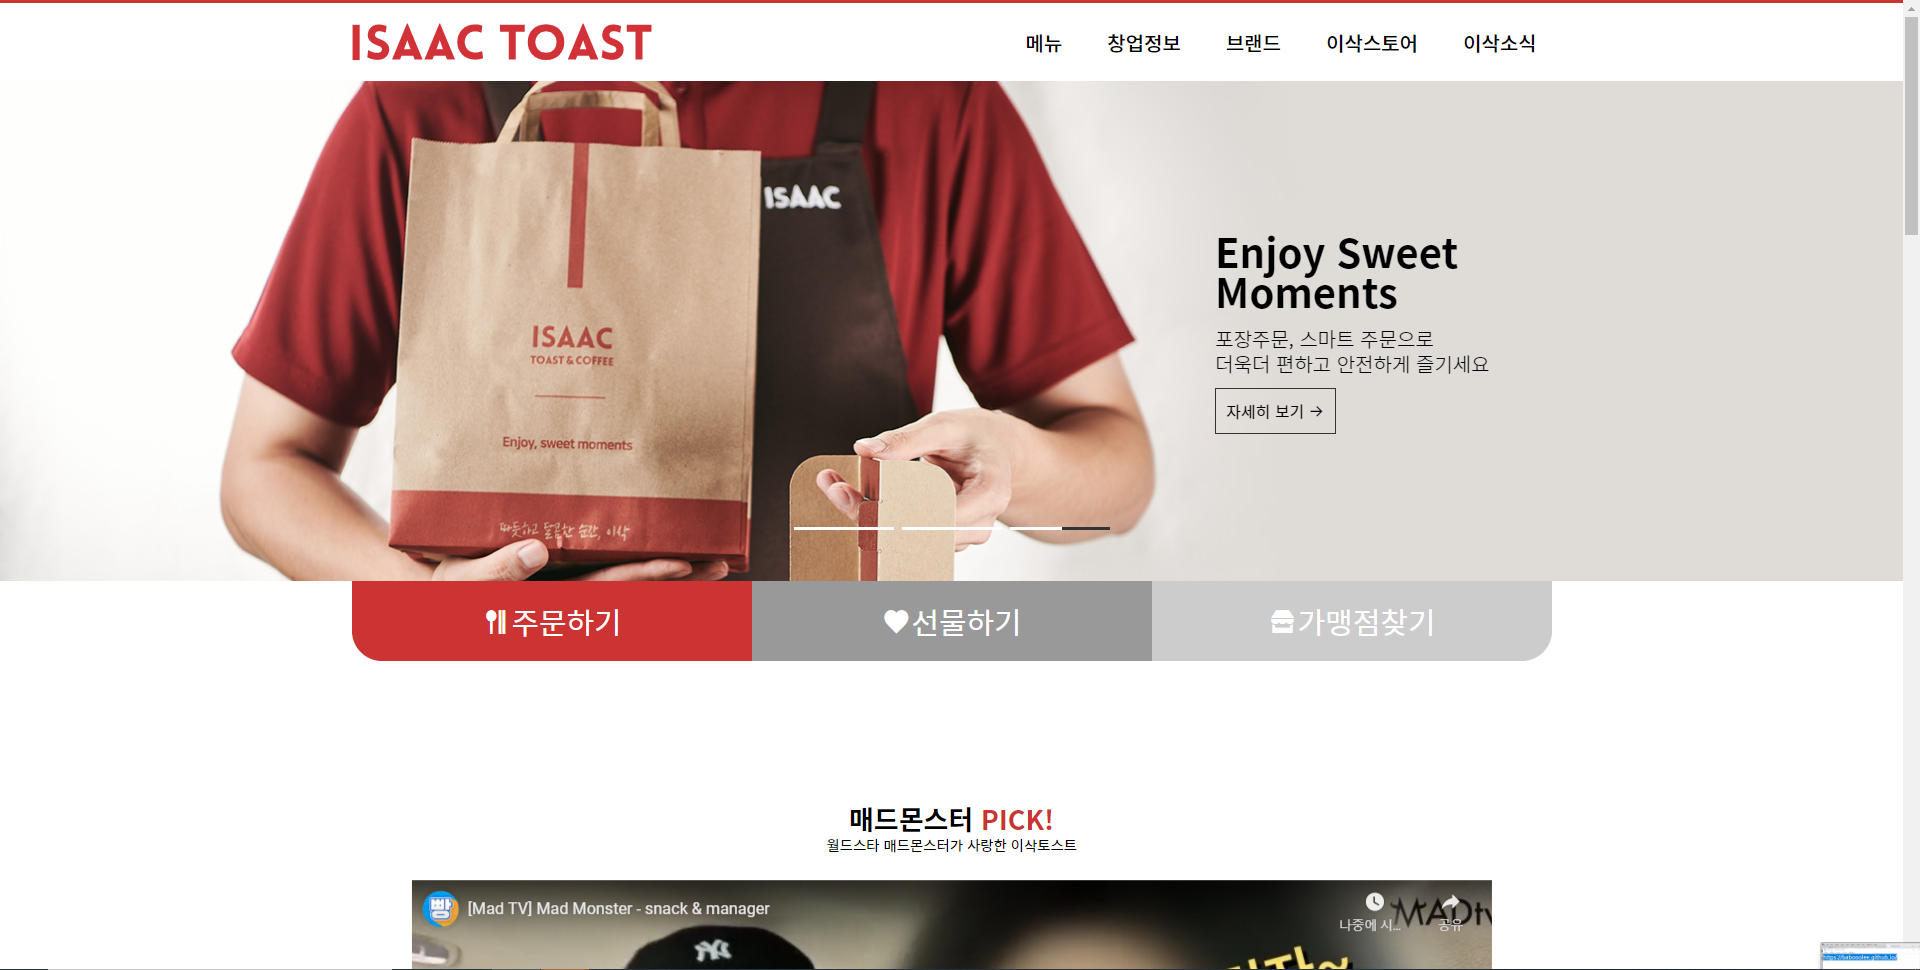 ISAAC TOAST
메뉴 창업정보 브랜드 이삭스토어 이삭소식
ISAAC
ISAAC
TOAST & COFFEE
Enjoy, sweet moments
따뜻하고 달콤한 순간, 이삭
Enjoy Sweet
Moments
포장주문, 스마트 주문으로
더욱더 편하고 안전하게 즐기세요
자세히 보기 →
주문하기 선물하기 가맹점찾기
매드몬스터 PICK!
월드스타 매드몬스터가 사랑한 이삭토스트
빵
[Mad TV] Mad Monster - snack & manager
나중에 시...
공유
MADtv
NY